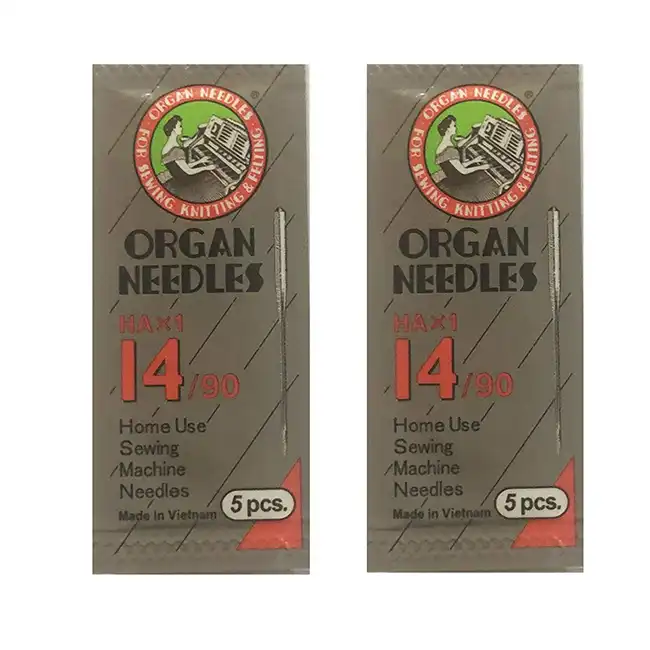 ORGAN NEEDLES ®
FOR SEWING KNITTING & FELTING
ORGAN
NEEDLES
HA×1
14/90
Home Use
Sewing
Machine
Needles
Made in Vietnam
5 pcs.
ORGAN NEEDLES ®
FOR SEWING KNITTING & FELTING
ORGAN
NEEDLES
HA×1
14/90
Home Use
Sewing
Machine
Needles
Made in Vietnam
5 pcs.